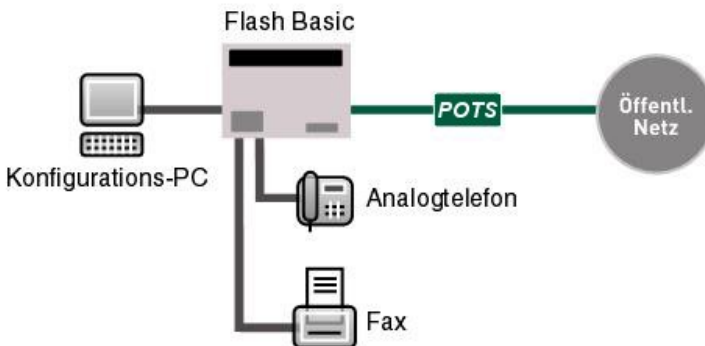 Flash Basic
POTS
Öffentl.
Netz
Konfigurations-PC
Analogtelefon
Fax